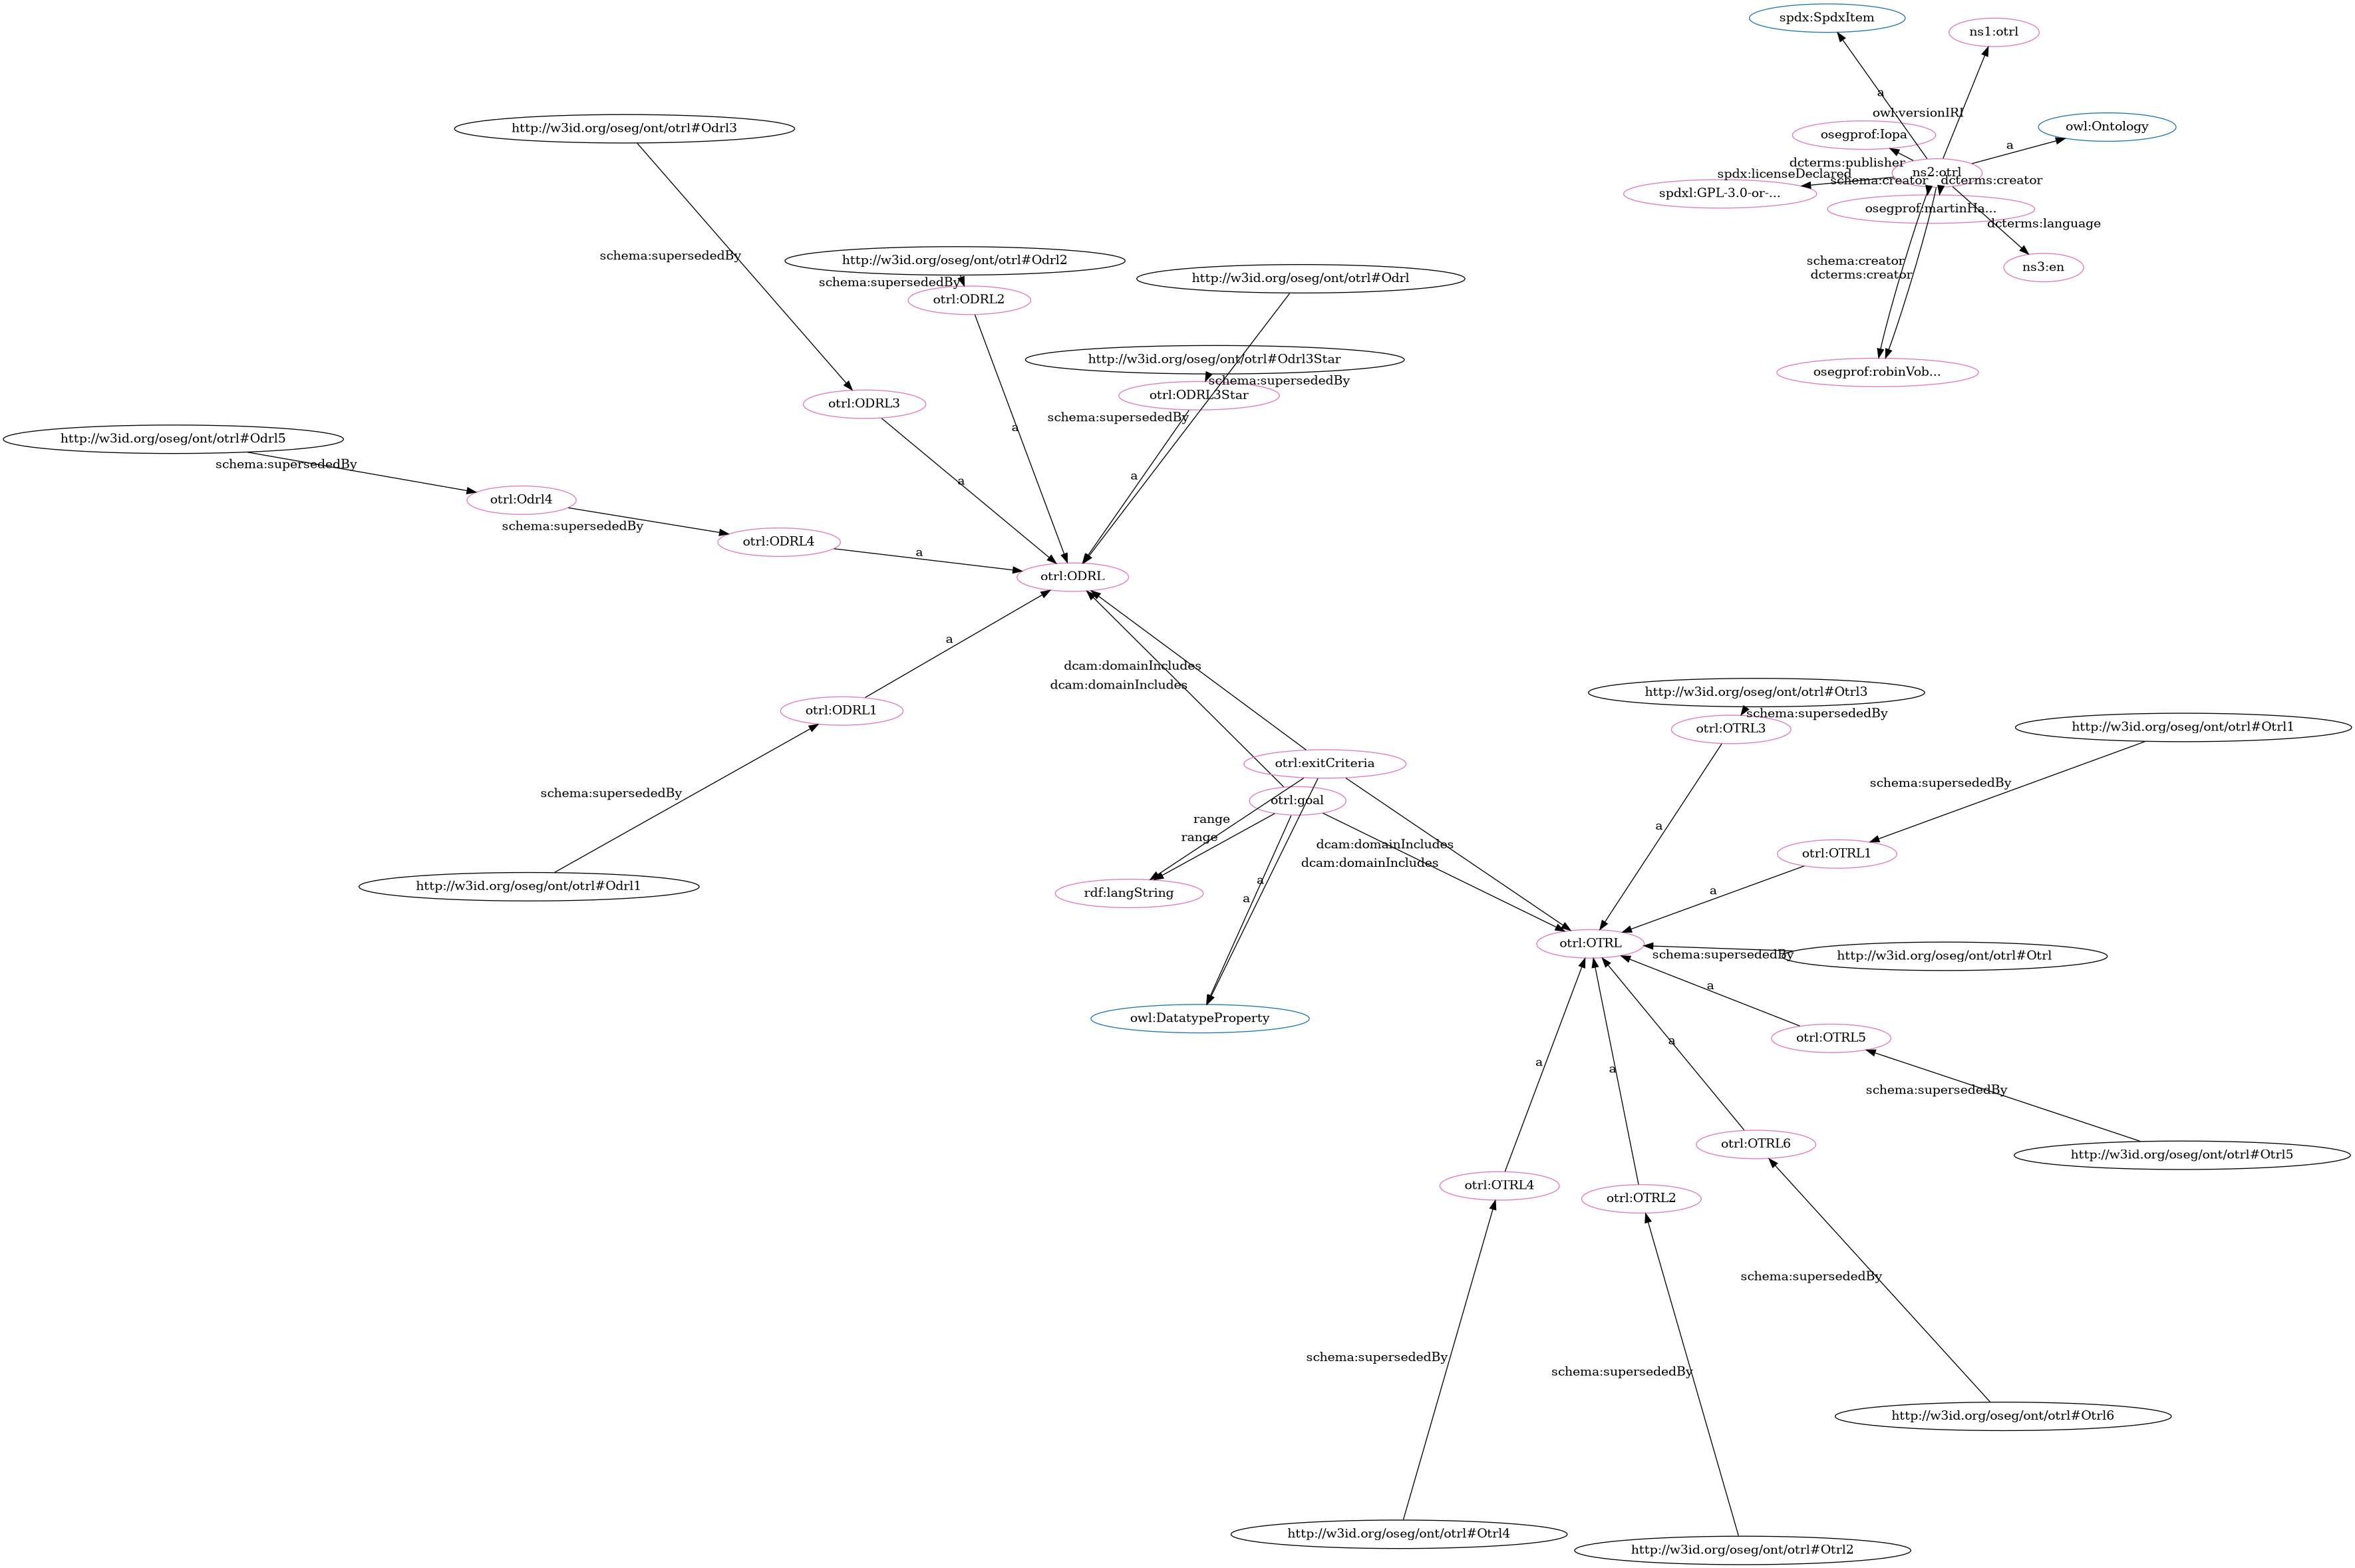 spdx:SpdxItem
ns1:otrl
a
owl:versionIRI
http://w3id.org/oseg/ont/otrl#Odrl3
osegprof:Iopa
owl:Ontology
a
dcterms:publisher
ns2:otrl
spdx:licenseDeclared
schema:creator
dcterms:creator
spdxl:GPL-3.0-or-...
osegprof:martinHa...
dcterms:language
schema:supersededBy
http://w3id.org/oseg/ont/otrl#Odrl2
schema:creator
ns3:en
dcterms:creator
http://w3id.org/oseg/ont/otrl#Odrl
schema:supersededBy
otrl:ODRL2
http://w3id.org/oseg/ont/otrl#Odrl3Star
osegprof:robinVob...
schema:supersededBy
otrl:ODRL3Star
otrl:ODRL3
schema:supersededBy
a
http://w3id.org/oseg/ont/otrl#Odrl5
schema:supersededBy
a
a
otrl:Odrl4
schema:supersededBy
otrl:ODRL4
a
otrl:ODRL
a
dcam:domainIncludes
dcam:domainIncludes
http://w3id.org/oseg/ont/otrl#Otrl3
otrl:ODRL1
schema:supersededBy
otrl:OTRL3
http://w3id.org/oseg/ont/otrl#Otrl1
otrl:exitCriteria
schema:supersededBy
schema:supersededBy
otrl:goal
range
a
range
dcam:domainIncludes
otrl:OTRL1
dcam:domainIncludes
http://w3id.org/oseg/ont/otrl#Odrl1
a
a
rdf:langString
a
otrl:OTRL
schema:supersededBy
http://w3id.org/oseg/ont/otrl#Otrl
a
owl:DatatypeProperty
otrl:OTRL5
a
a
a
schema:supersededBy
otrl:OTRL6
http://w3id.org/oseg/ont/otrl#Otrl5
otrl:OTRL4
otrl:OTRL2
schema:supersededBy
schema:supersededBy
schema:supersededBy
http://w3id.org/oseg/ont/otrl#Otrl6
http://w3id.org/oseg/ont/otrl#Otrl4
http://w3id.org/oseg/ont/otrl#Otrl2